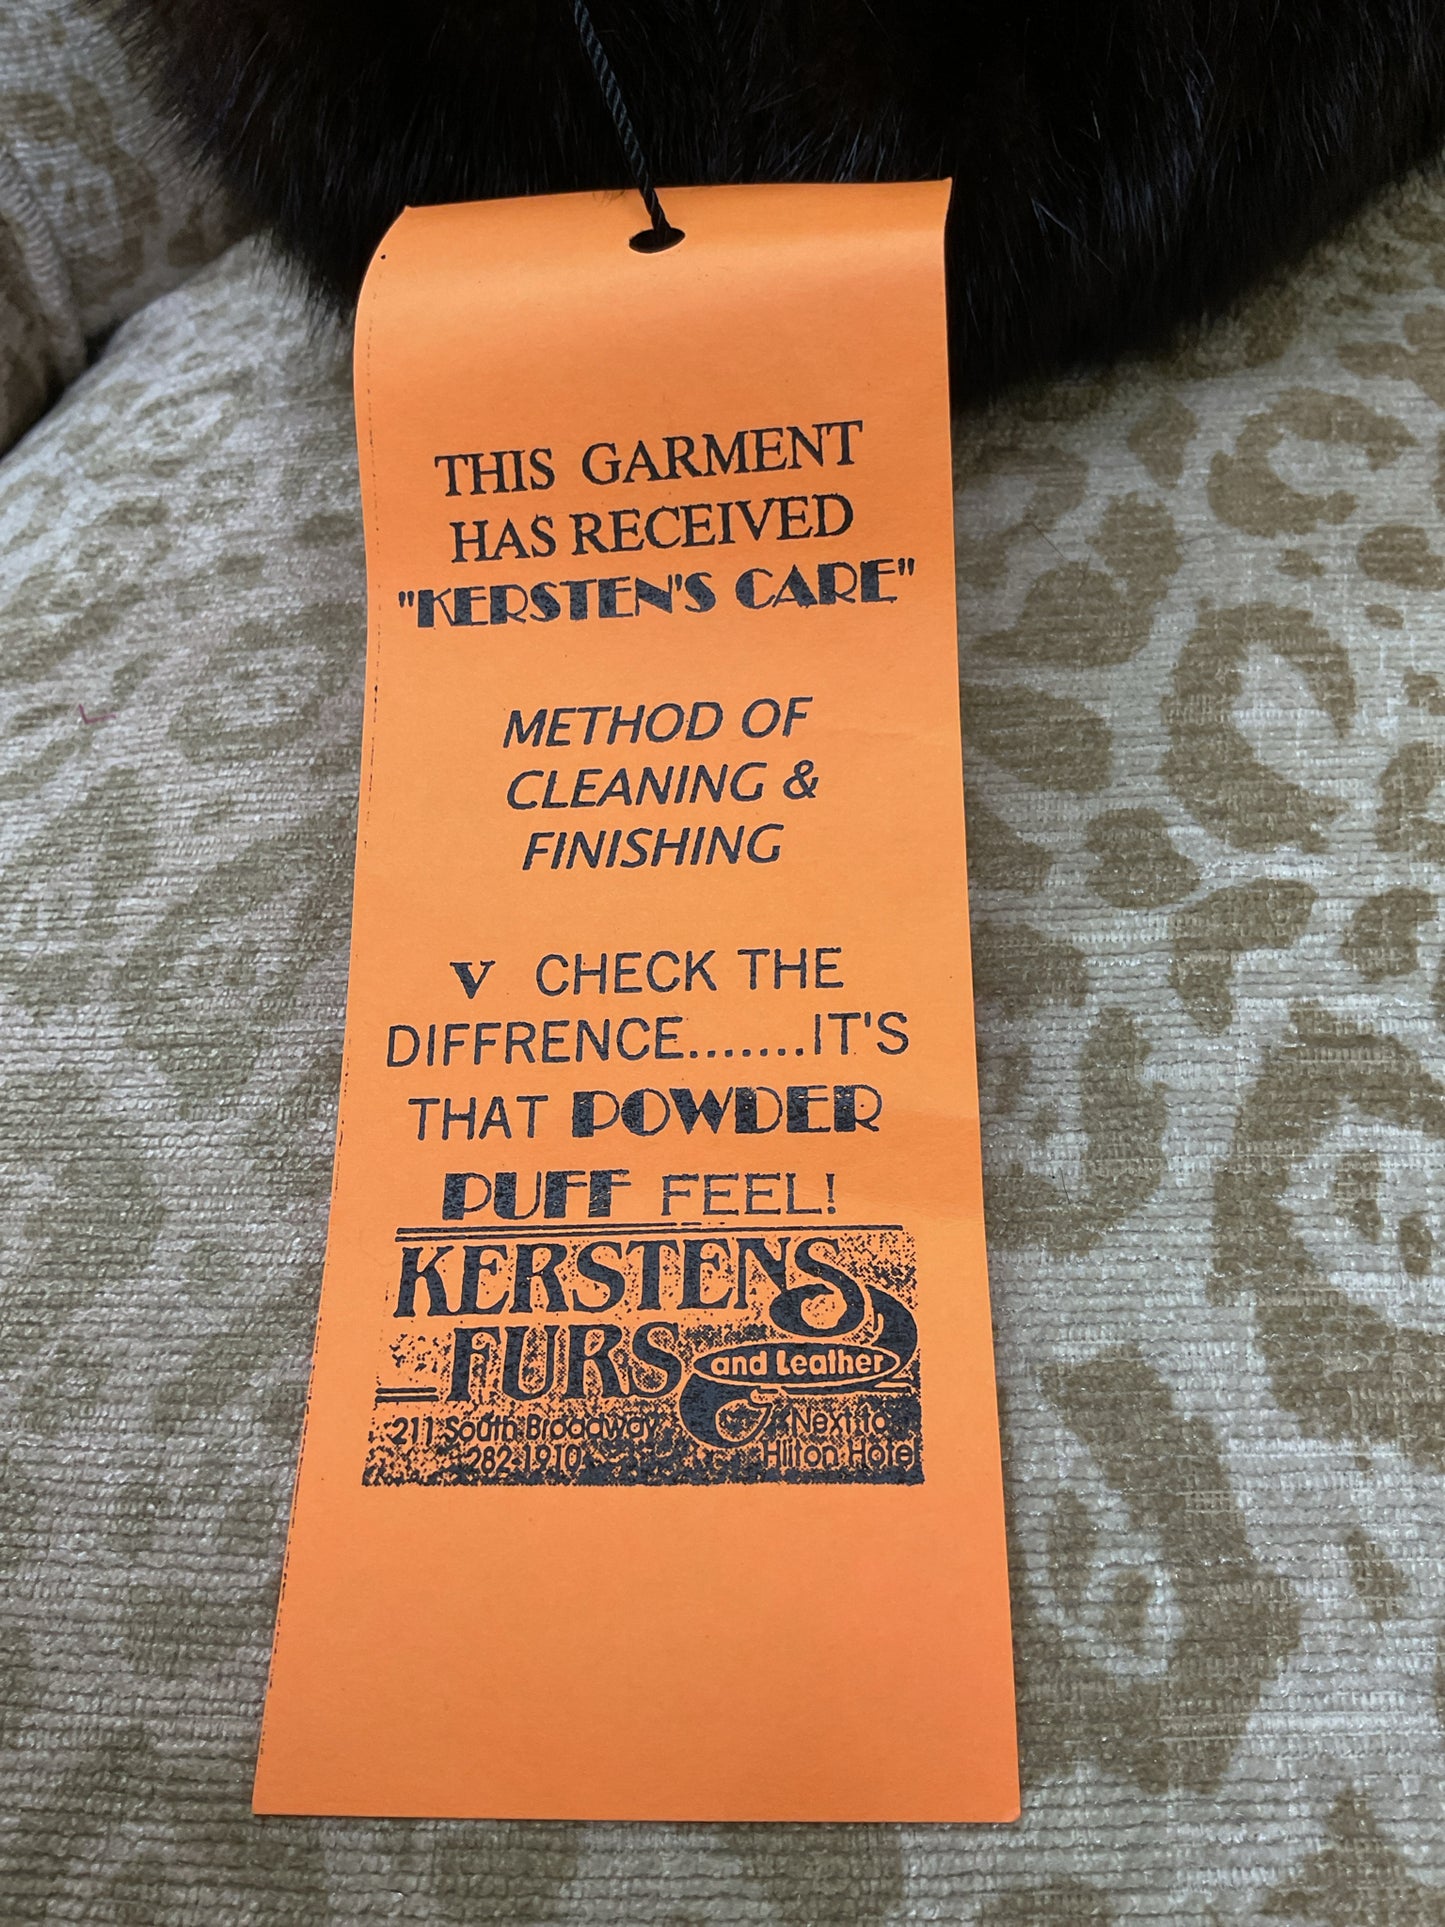 THIS GARMENT
HAS RECEIVED
"KERSTEN'S CARE"
METHOD OF
CLEANING &
FINISHING
V CHECK THE
DIFFRENCE.......IT'S
THAT POWDER
PUFF FEEL!
KERSTENS
FURS
and Leather
211 South Broadway
282-1910
Next to
Hilton Hotel